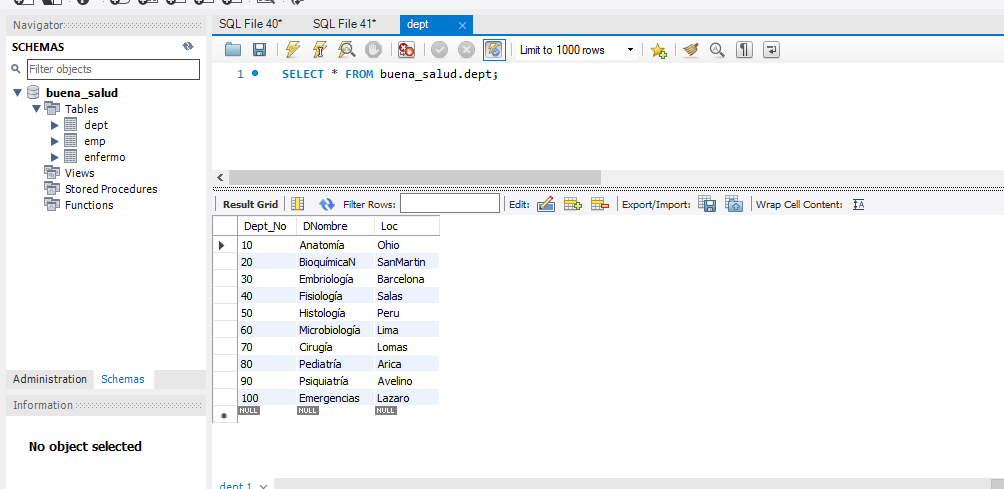 Navigator
SQL File 40*
SQL File 41*
dept
SCHEMAS
Filter objects
Limit to 1000 rows
1
SELECT * FROM buena_salud.dept;
buena_salud
Tables
dept
emp
enfermo
Views
Stored Procedures
Functions
Result Grid
Filter Rows:
Edit:
Export/Import:
Wrap Cell Content:
Dept_No DNombre Loc
10 Anatomía Ohio
20 BioquímicaN SanMartin
30 Embriología Barcelona
40 Fisiología Salas
50 Histología Peru
60 Microbiología Lima
70 Cirugía Lomas
80 Pediatría Arica
90 Psiquiatría Avelino
100 Emergencias Lazaro
NULL NULL NULL
Administration
Schemas
Information
No object selected
dept 1